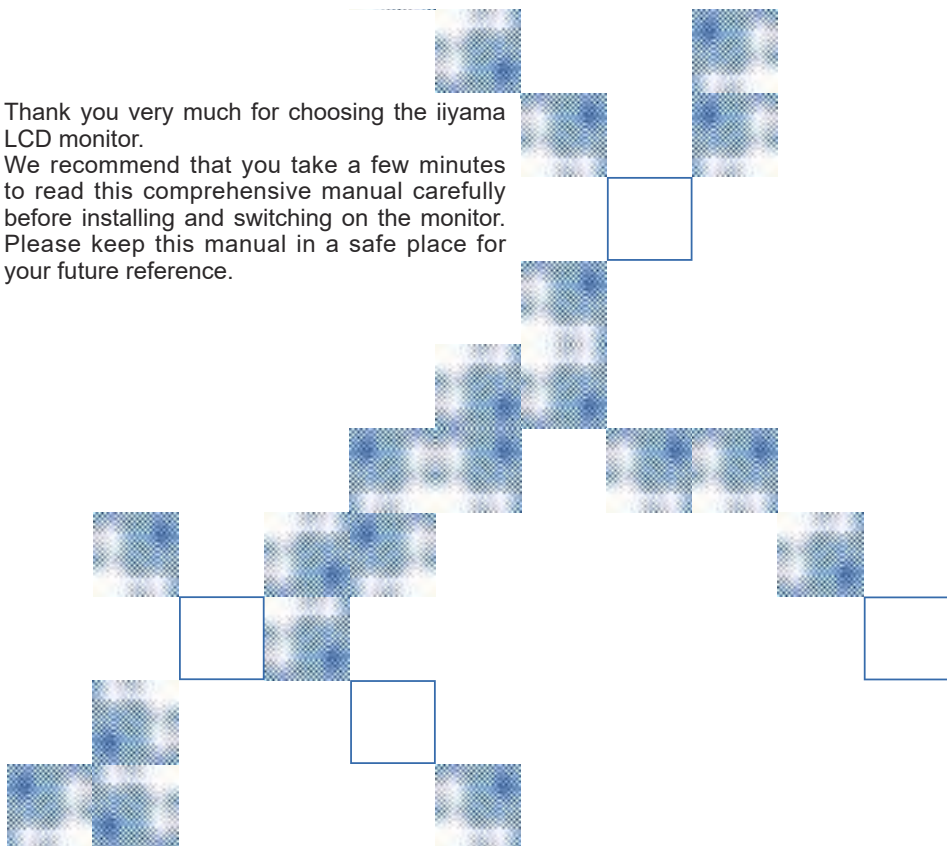 Thank you very much for choosing the iiyama
LCD monitor.
We recommend that you take a few minutes
to read this comprehensive manual carefully
before installing and switching on the monitor.
Please keep this manual in a safe place for
your future reference.